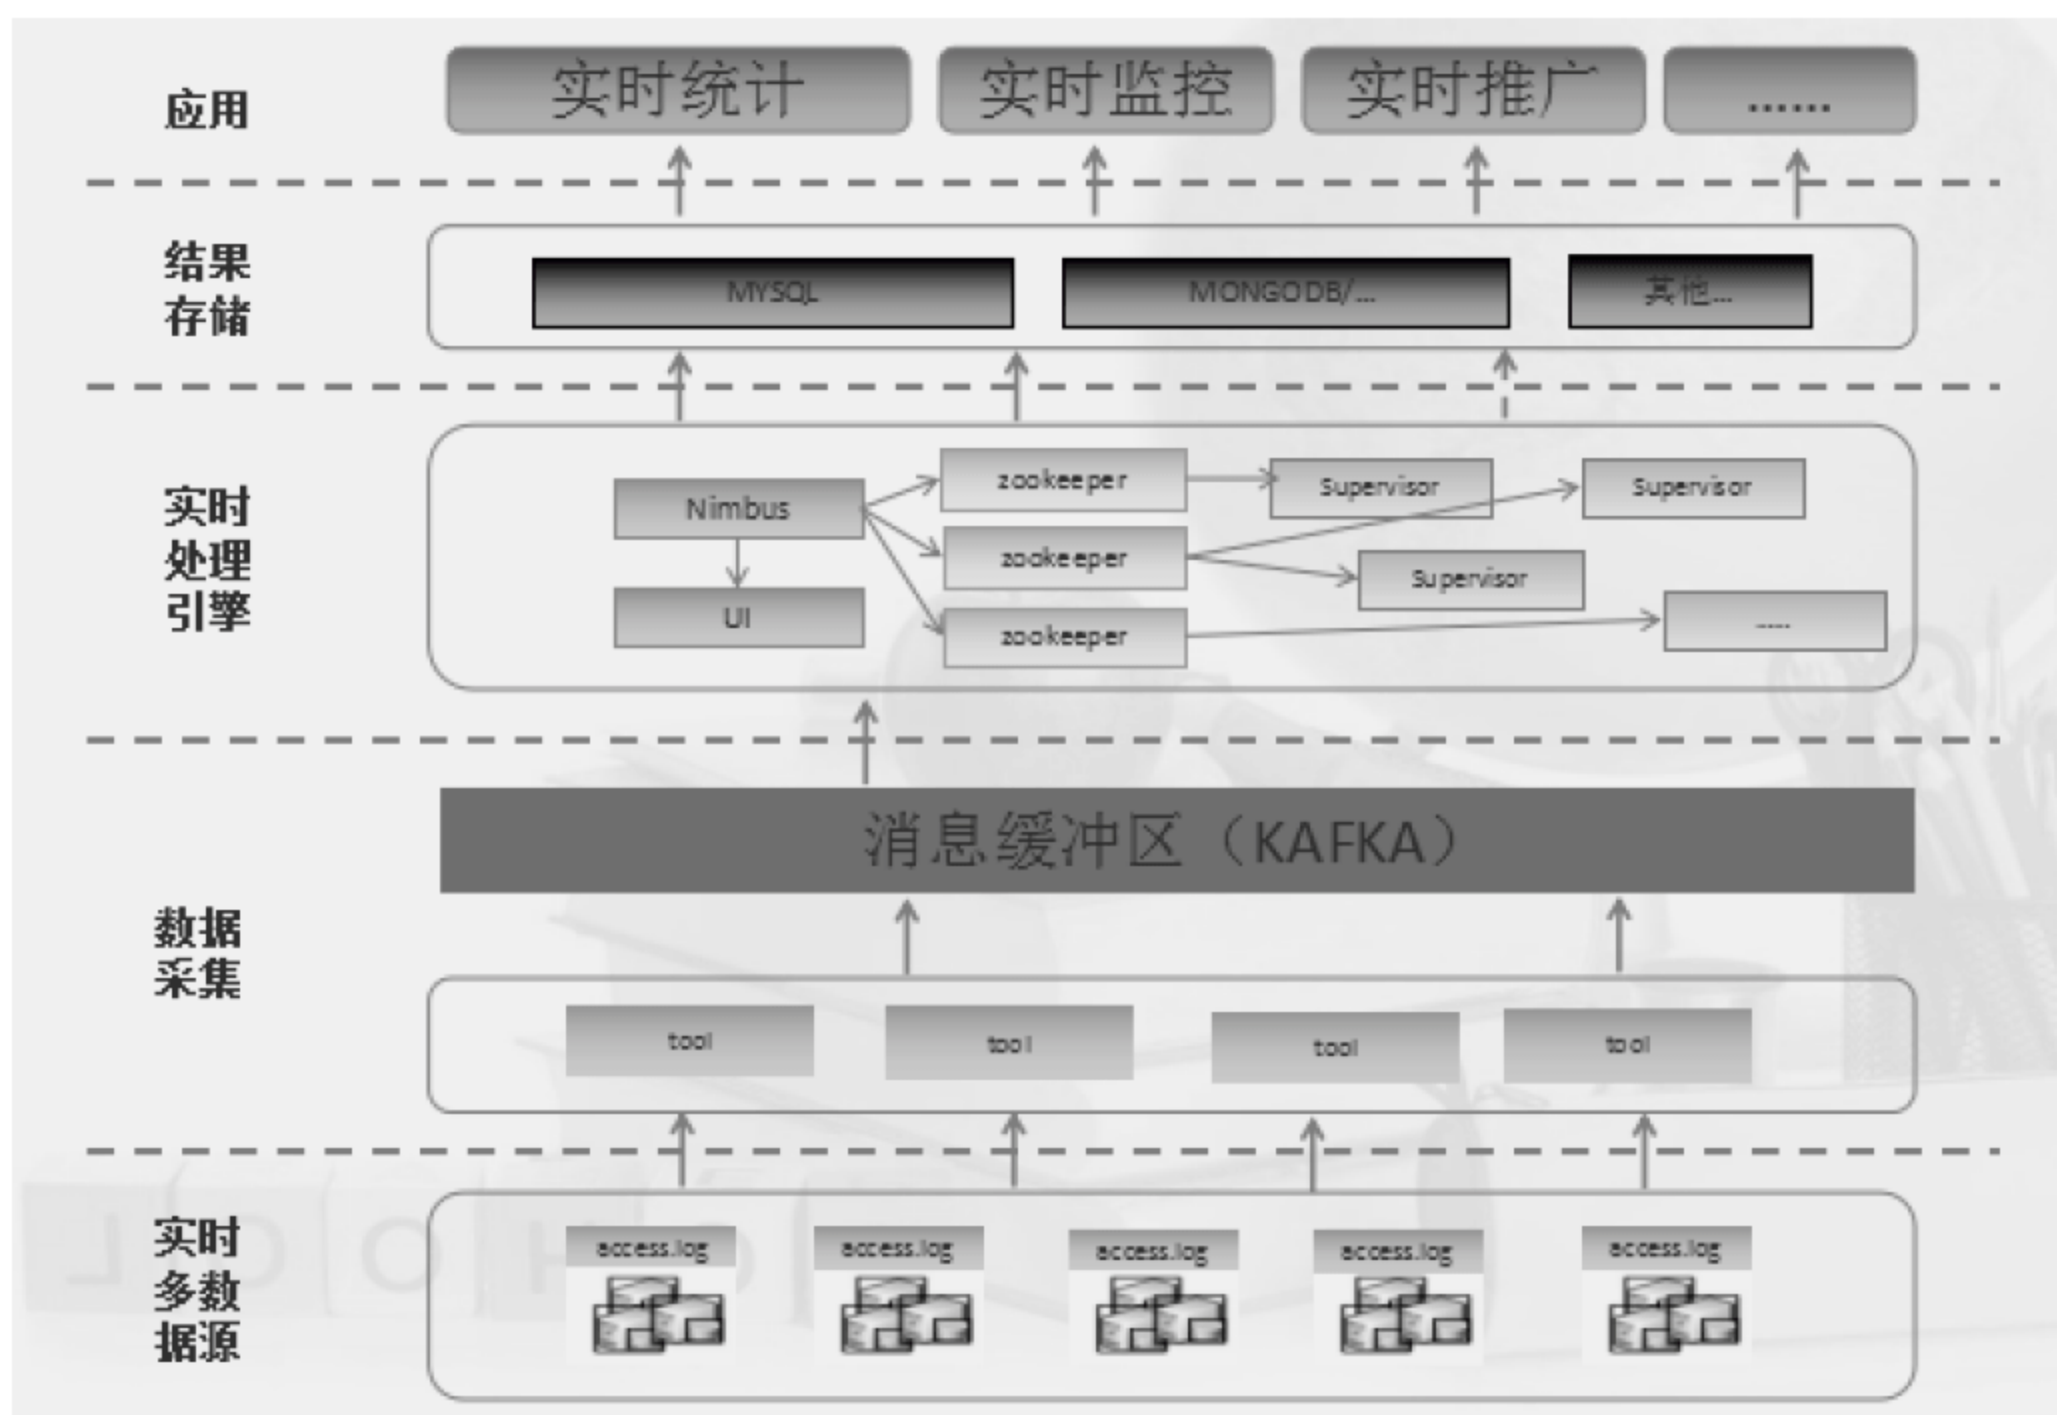 应用
实时统计
实时监控
实时推广
......
结果
存储
MYSQL
MONGODB/...
其他...
实时
处理
引擎
Nimbus
UI
zookeeper
zookeeper
zookeeper
Supervisor
Supervisor
Supervisor
....
消息缓冲区（KAFKA）
数据
采集
tool
tool
tool
tool
实时
多数
据源
access.log
access.log
access.log
access.log
access.log